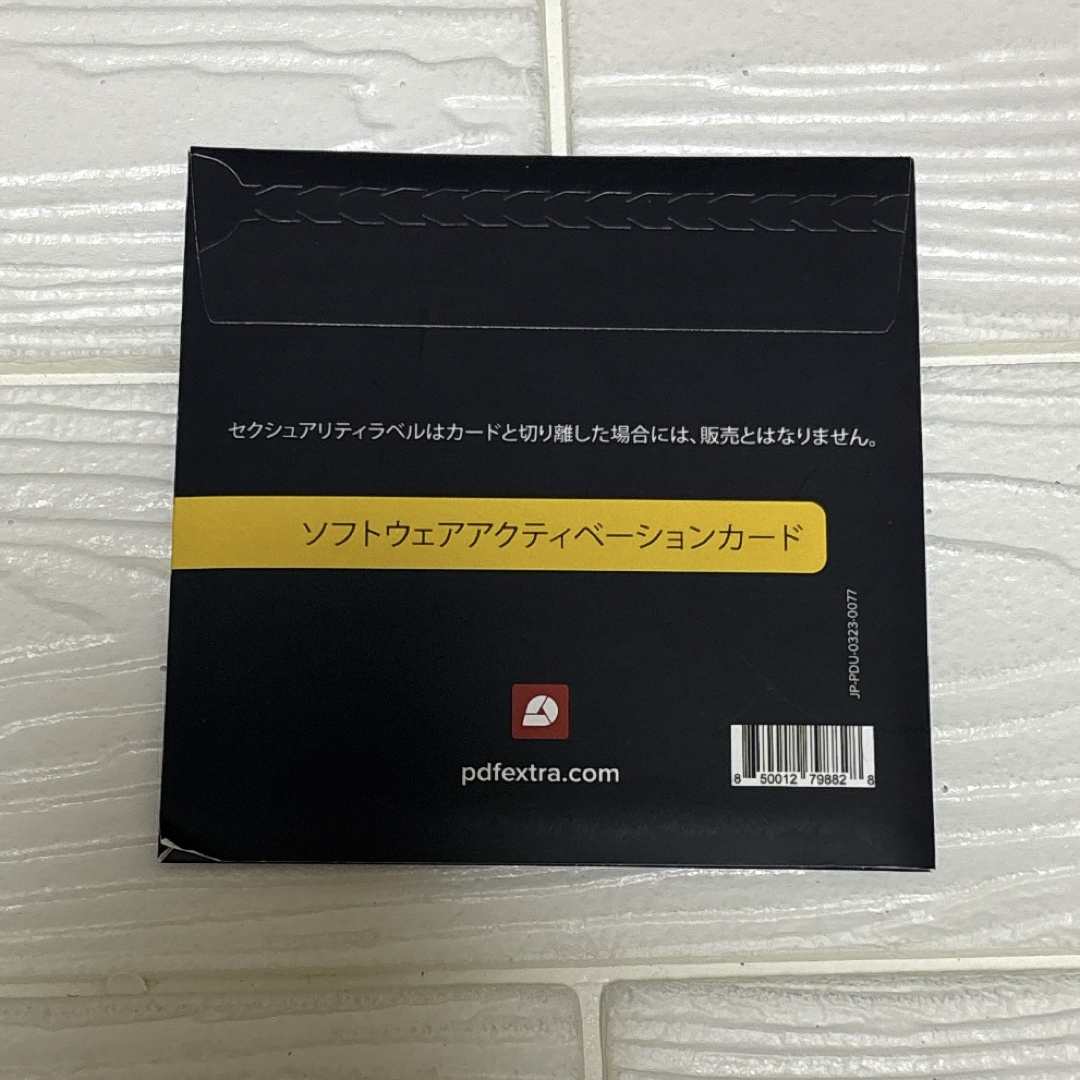 セクシュアリティラベルはカードと切り離した場合には、販売とはなりません。
ソフトウェアアクティベーションカード
JP-PDU-0323-0077
pdfextra.com
8 50012 79882 8